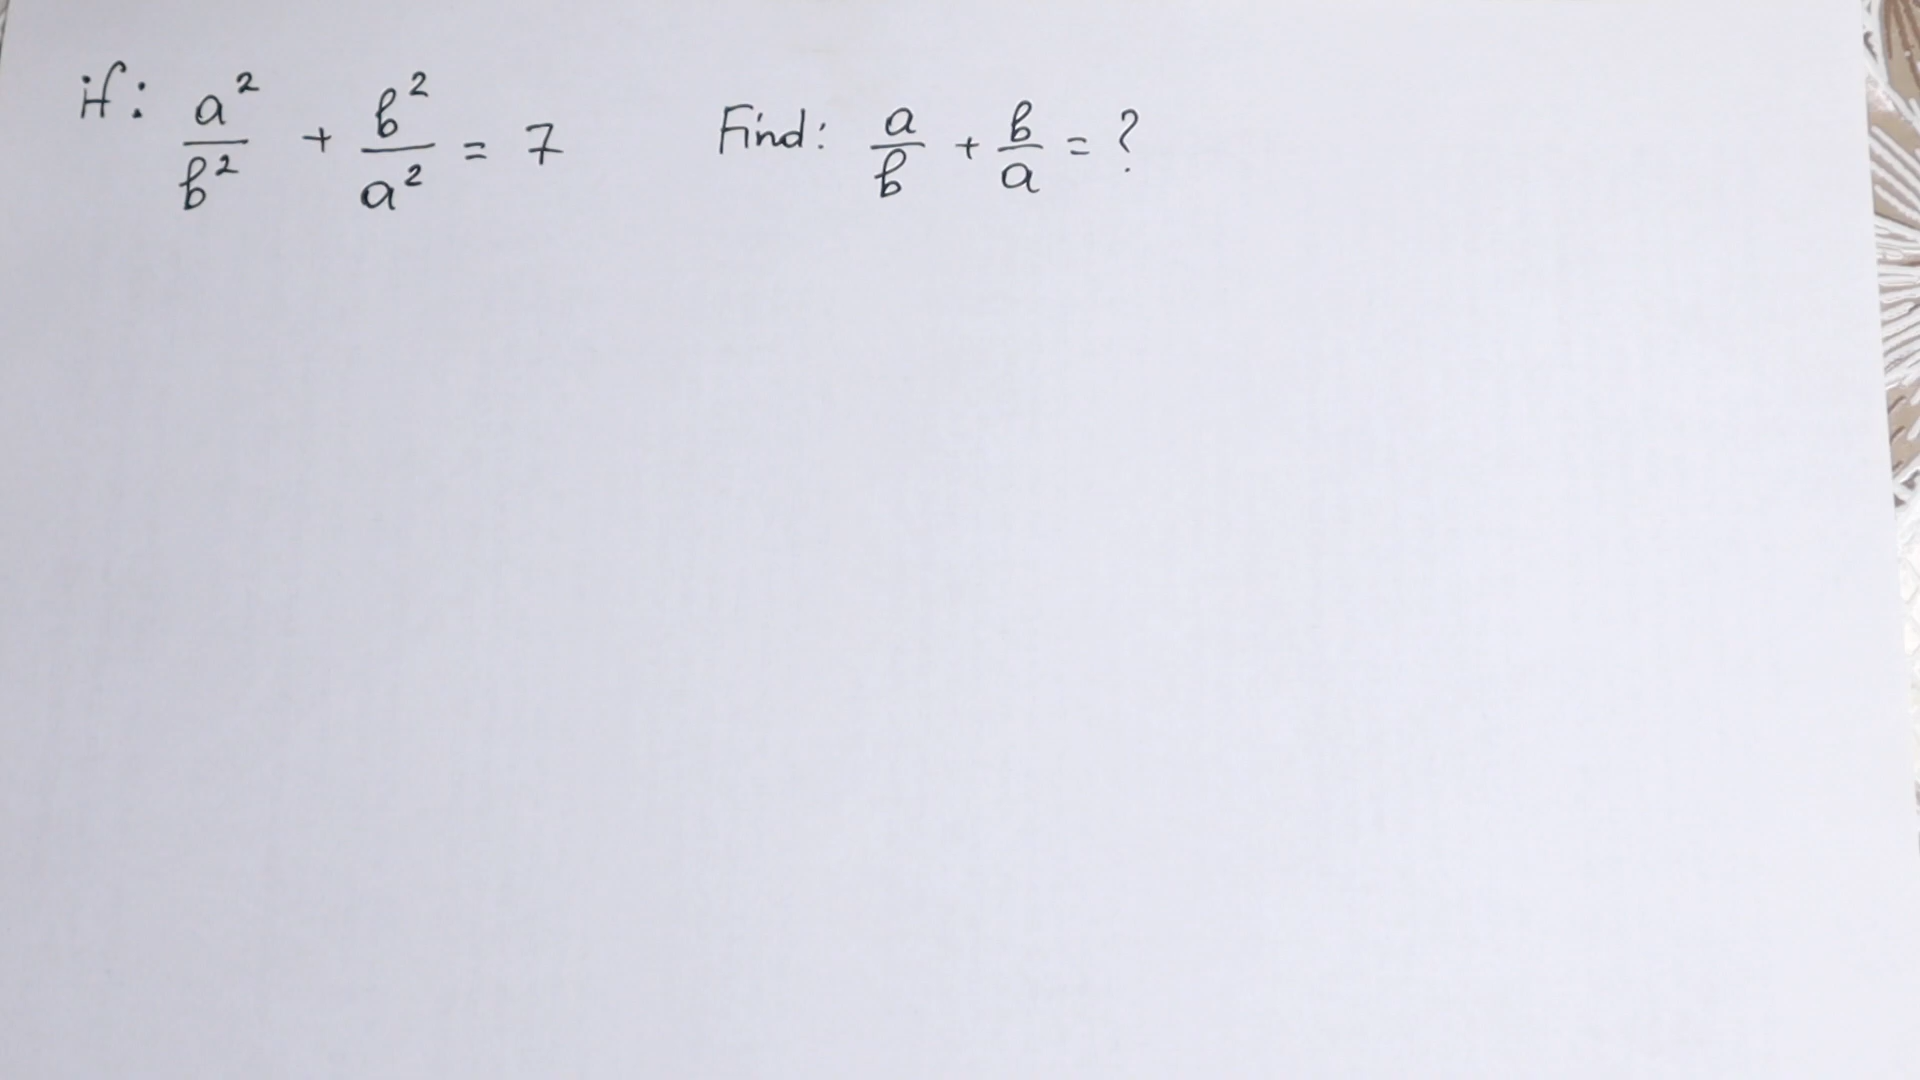 if: a²/b² + b²/a² = 7 Find: a/b + b/a = ?